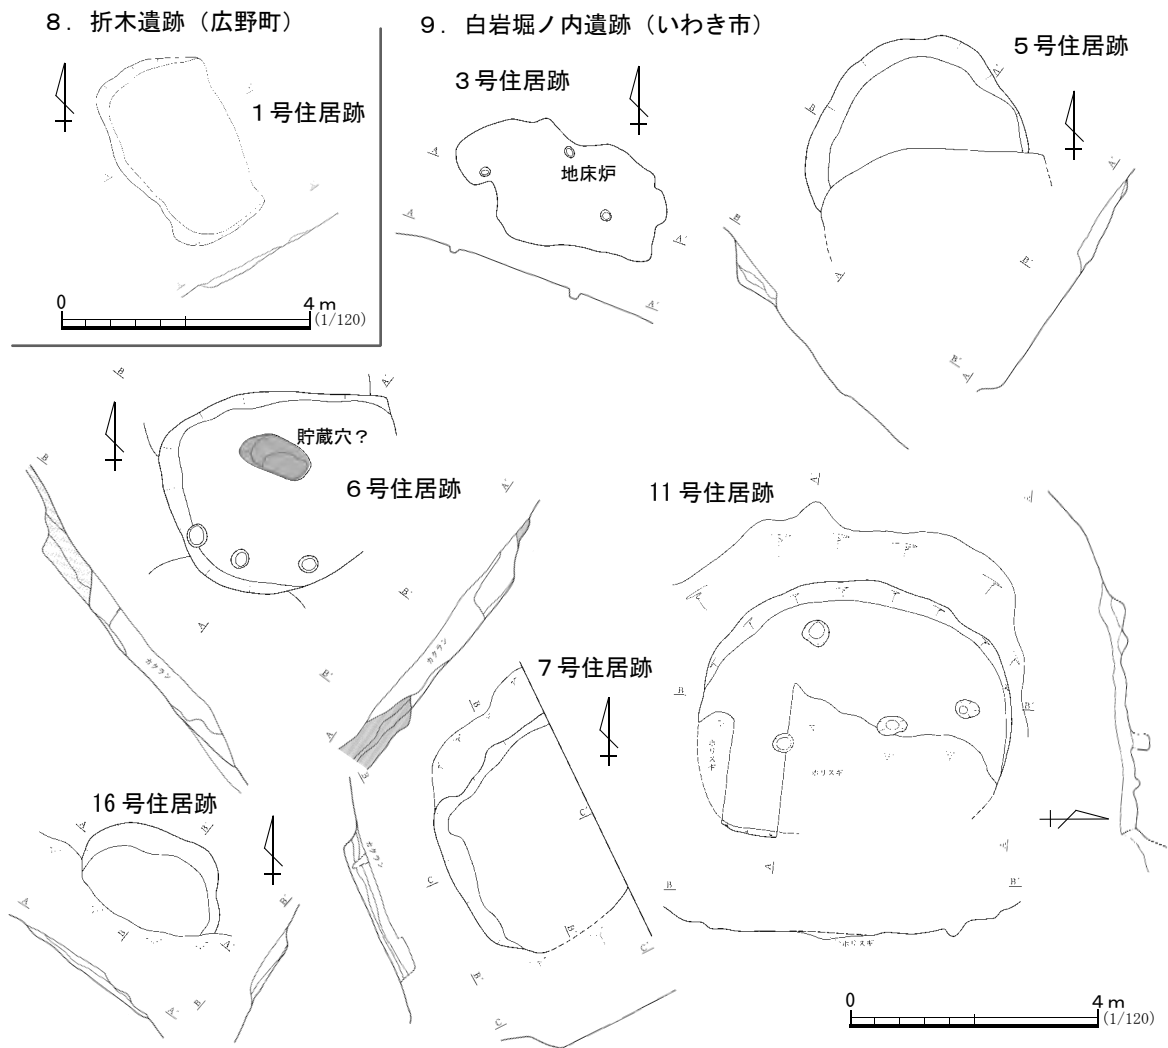 8．折木遺跡（広野町）
1号住居跡
0 4m
(1/120)
9．白岩堀ノ内遺跡（いわき市）
3号住居跡
地床炉
A
A'
A
A'
5号住居跡
A'
B
A
B'
A'
B
B'
A
貯蔵穴？
6号住居跡
B
A'
B
A'
B'
A
B'
A
カクラン
カクラン
7号住居跡
B
C'
C
B'
B
B'
C
C'
カクラン
11号住居跡
A'
B
B'
A
ホリスギ
ホリスギ
B
B'
ホリスギ
16号住居跡
A
B
B'
A
B'
A'
A'
B
0 4m
(1/120)